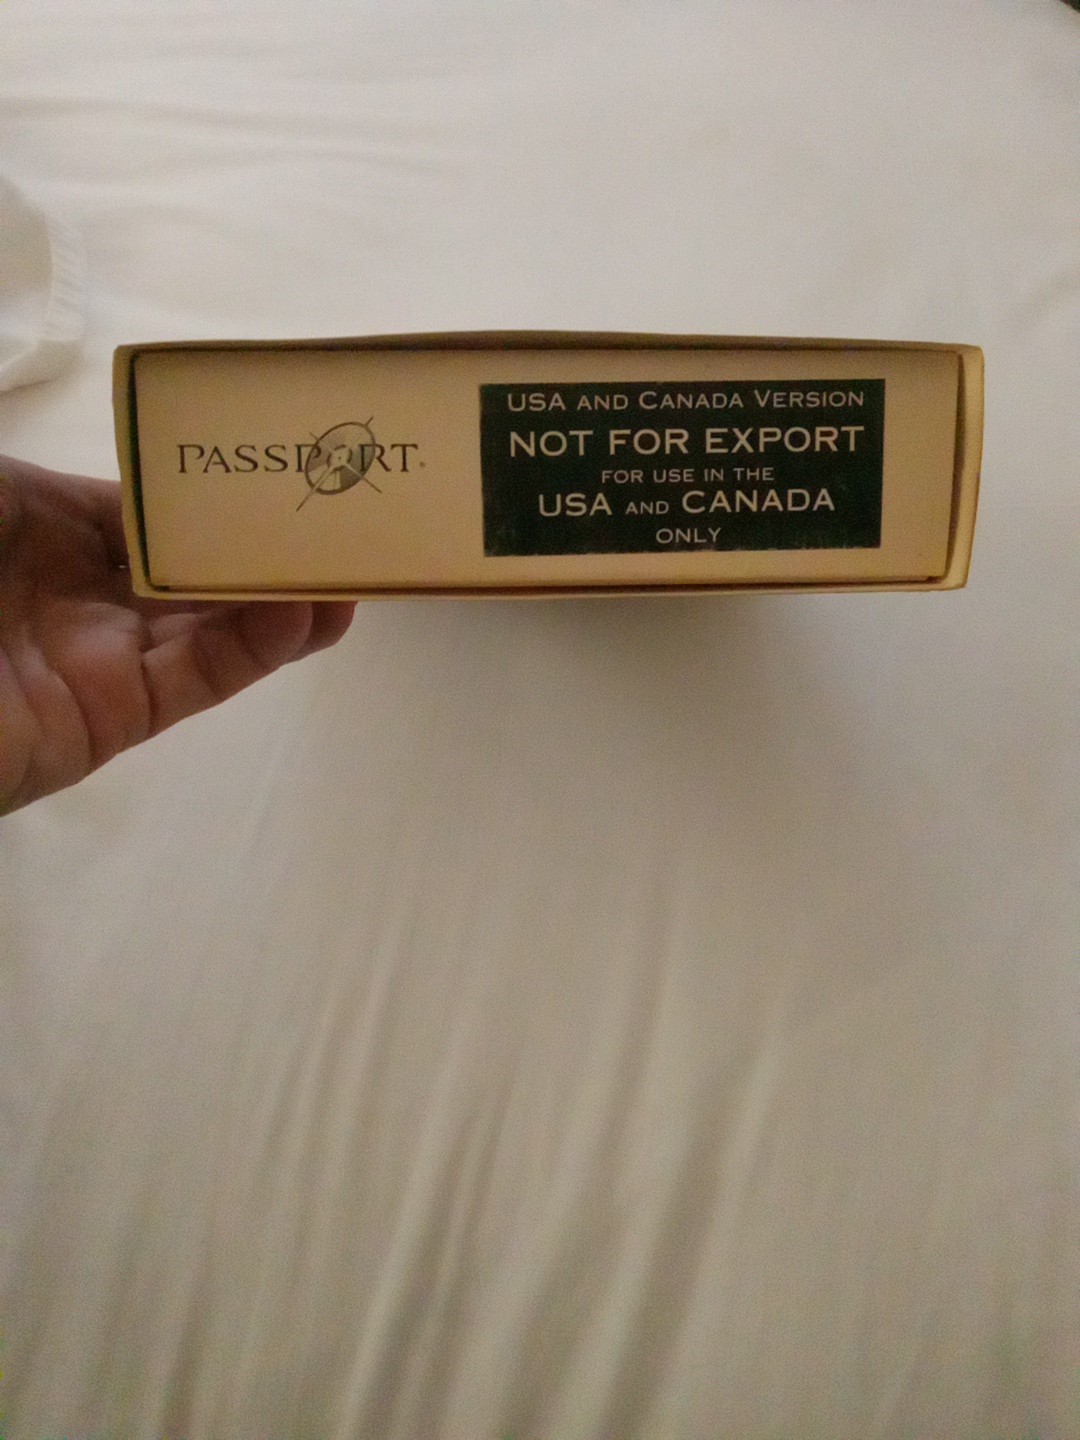 PASSPORT®
USA AND CANADA VERSION
NOT FOR EXPORT
FOR USE IN THE
USA AND CANADA
ONLY